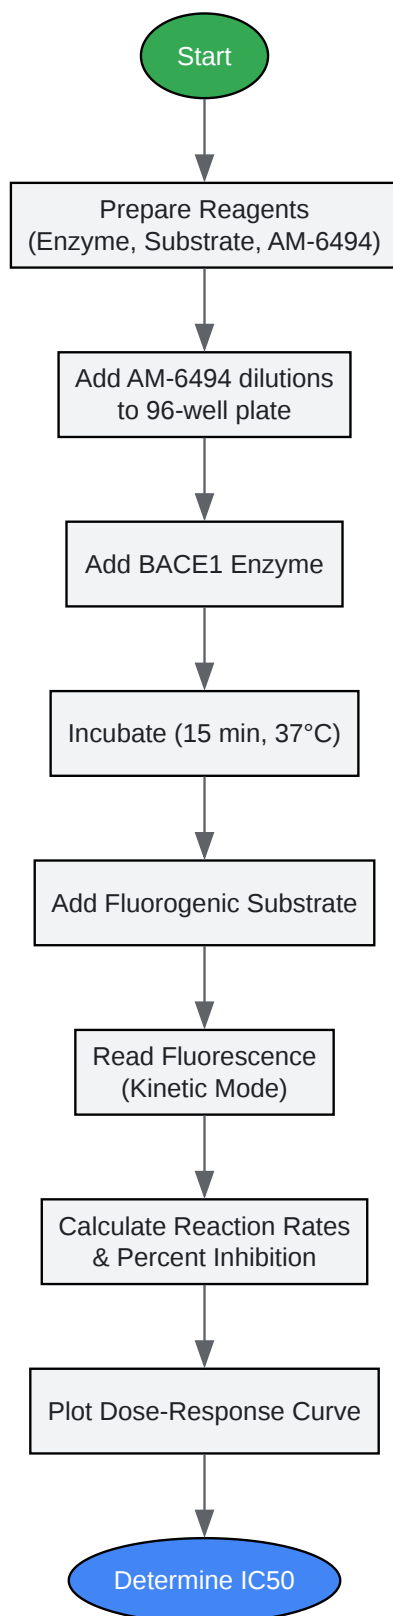 Start
Prepare Reagents
(Enzyme, Substrate, AM-6494)
Add AM-6494 dilutions
to 96-well plate
Add BACE1 Enzyme
Incubate (15 min, 37°C)
Add Fluorogenic Substrate
Read Fluorescence
(Kinetic Mode)
Calculate Reaction Rates
& Percent Inhibition
Plot Dose-Response Curve
Determine IC50